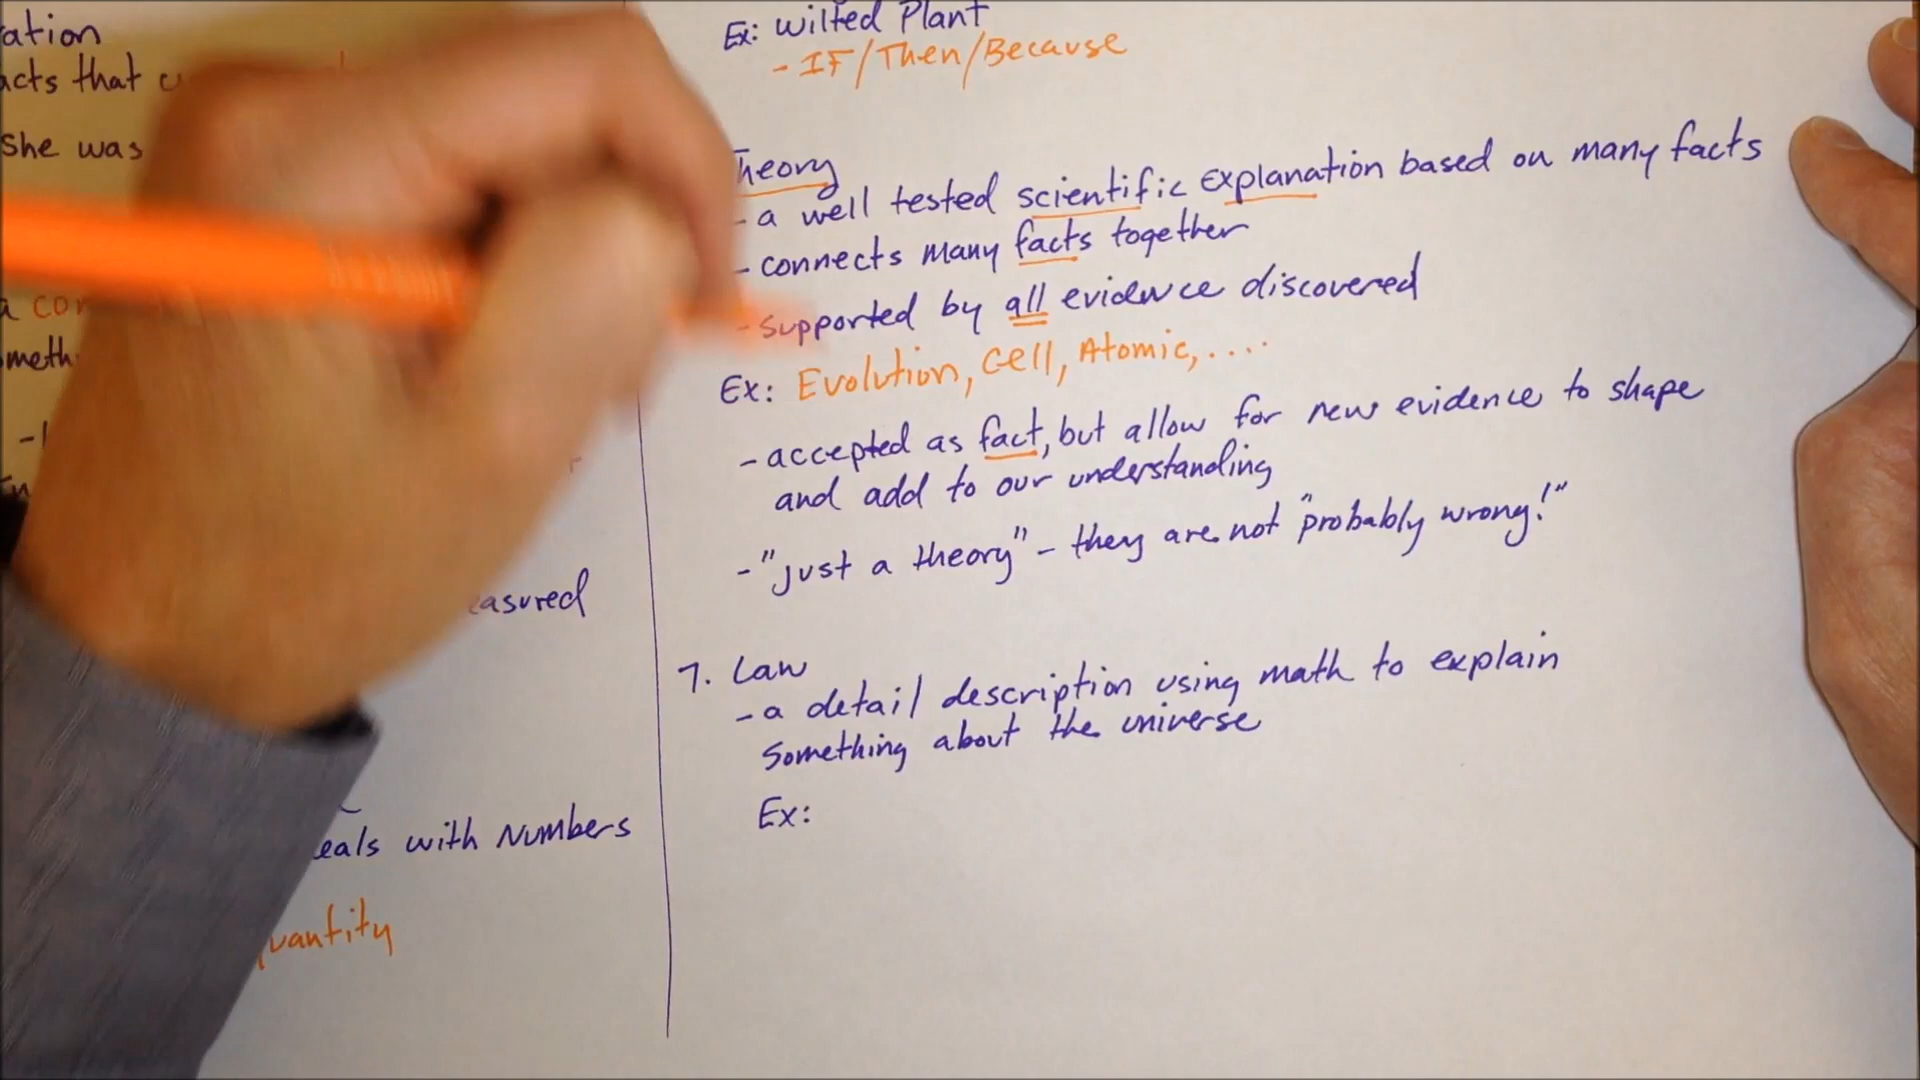 ation
acts that
She was
a con
meth
easured
eals with Numbers
uantity
Ex: Wilted Plant
- IF/Then/Because
heory
- a well tested scientific explanation based on many facts
- connects many facts together
- supported by all evidence discovered
Ex: Evolution, Cell, Atomic, ....
- accepted as fact, but allow for new evidence to shape
and add to our understanding
- "just a theory" - they are not "probably wrong!"
7. Law
- a detail description using math to explain
Something about the universe
Ex: